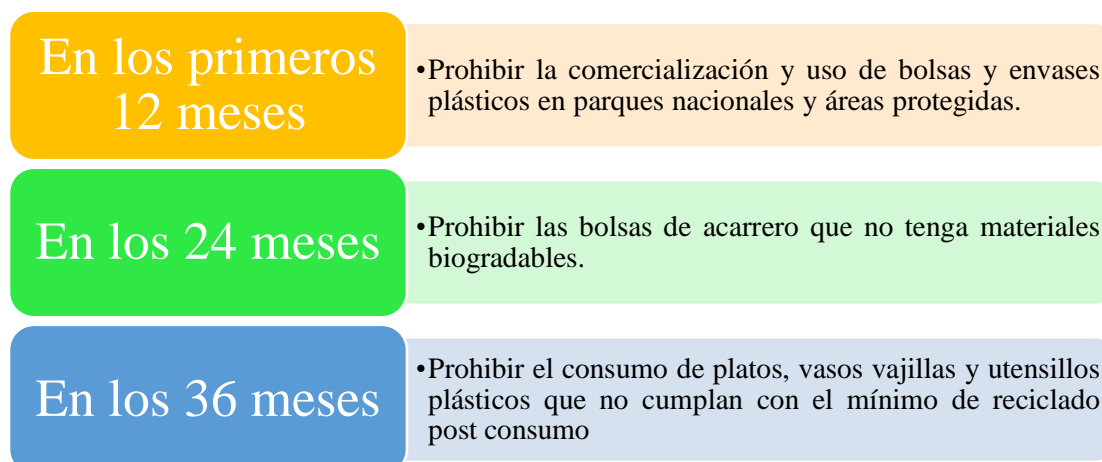 En los primeros
12 meses
•Prohibir la comercialización y uso de bolsas y envases
plásticos en parques nacionales y áreas protegidas.
En los 24 meses
•Prohibir las bolsas de acarrero que no tenga materiales
biogradables.
En los 36 meses
•Prohibir el consumo de platos, vasos vajillas y utensillos
plásticos que no cumplan con el mínimo de reciclado
post consumo